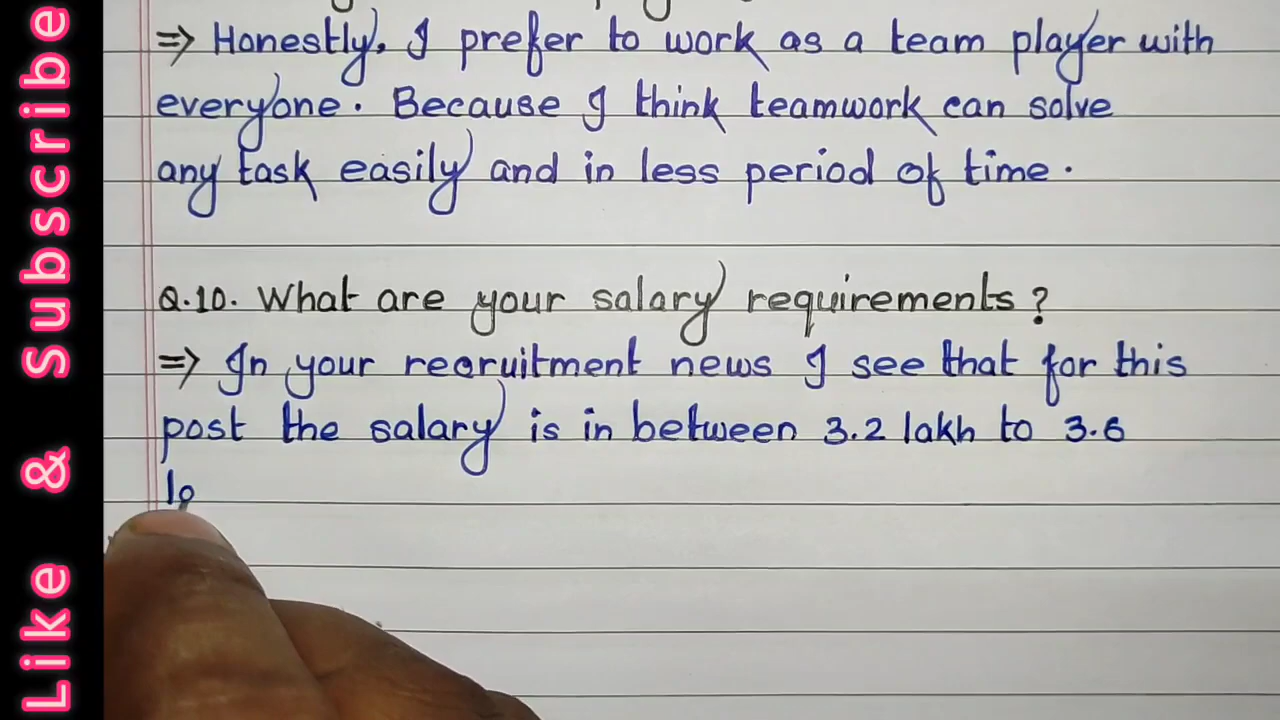 => Honestly, I prefer to work as a team player with
everyone. Because I think teamwork can solve
any task easily and in less period of time.
Q.10. What are your salary requirements?
=> In your recruitment news I see that for this
post the salary is in between 3.2 lakh to 3.6
Like & Subscribe